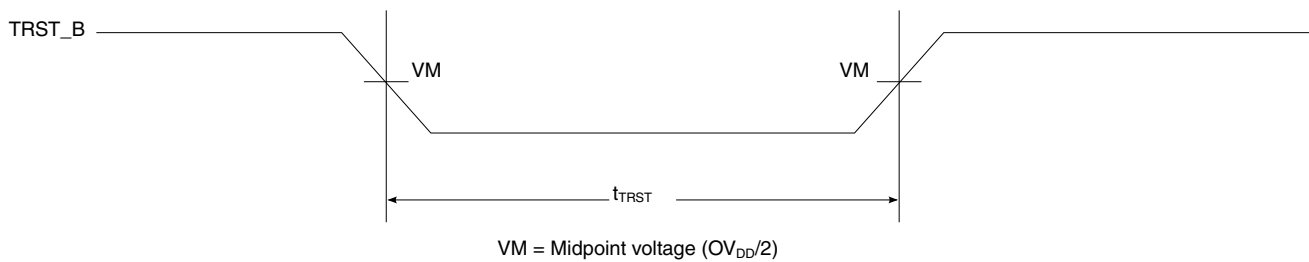 TRST_B
VM
VM
tTRST
VM = Midpoint voltage (OVDD/2)